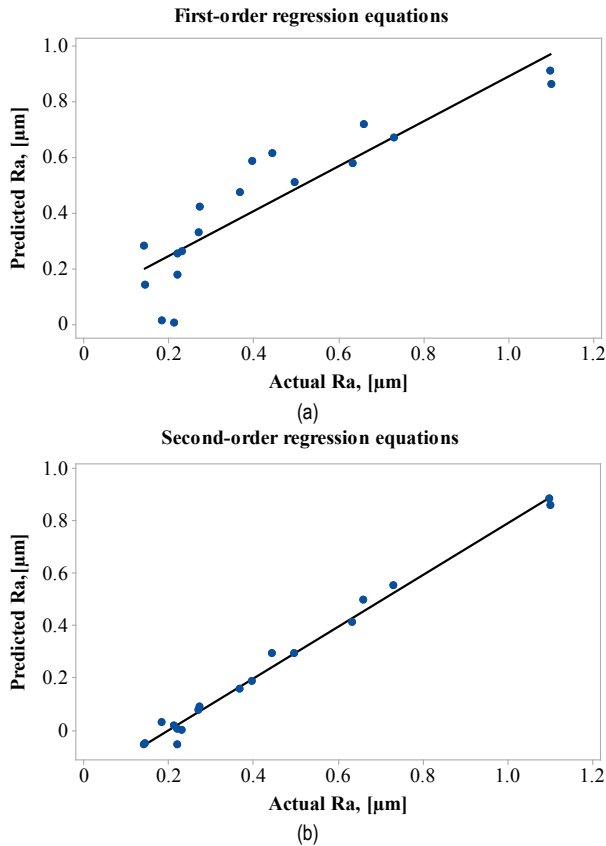 First-order regression equations
Predicted Ra, [µm]
1.0
0.8
0.6
0.4
0.2
0
0 0.2 0.4 0.6 0.8 1.0 1.2
Actual Ra, [µm]
(a)
Second-order regression equations
Predicted Ra,[µm]
1.0
0.8
0.6
0.4
0.2
0
0 0.2 0.4 0.6 0.8 1.0 1.2
Actual Ra, [µm]
(b)